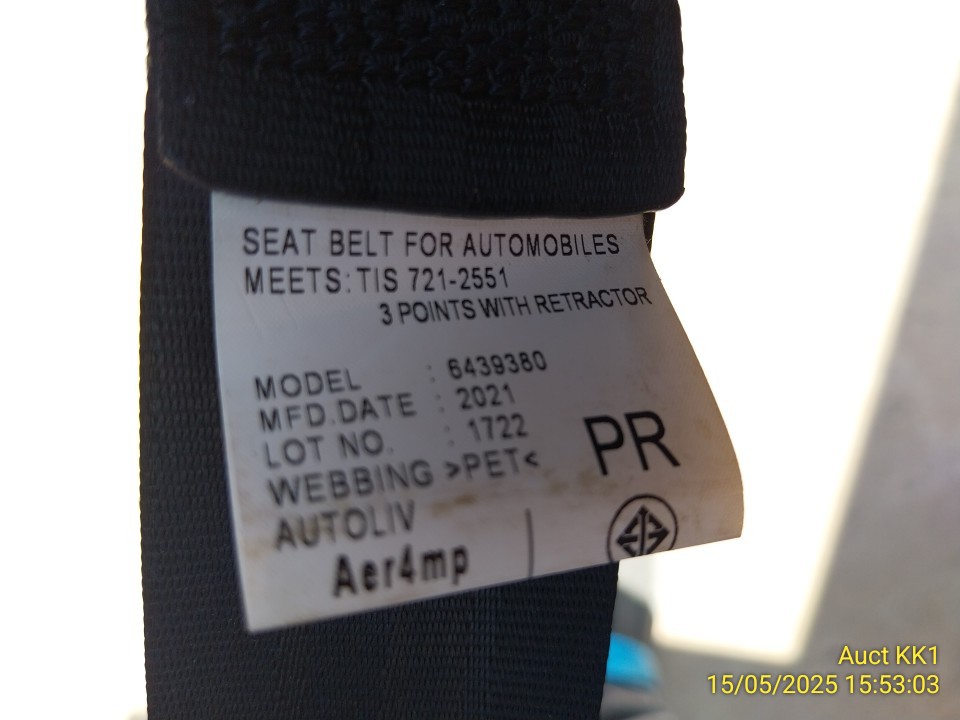 SEAT BELT FOR AUTOMOBILES
MEETS: TIS 721-2551
3 POINTS WITH RETRACTOR
MODEL : 6439380
MFD.DATE : 2021
LOT NO. : 1722
PR
WEBBING >PET<
AUTOLIV
Aer4mp
Auct KK1
15/05/2025 15:53:03